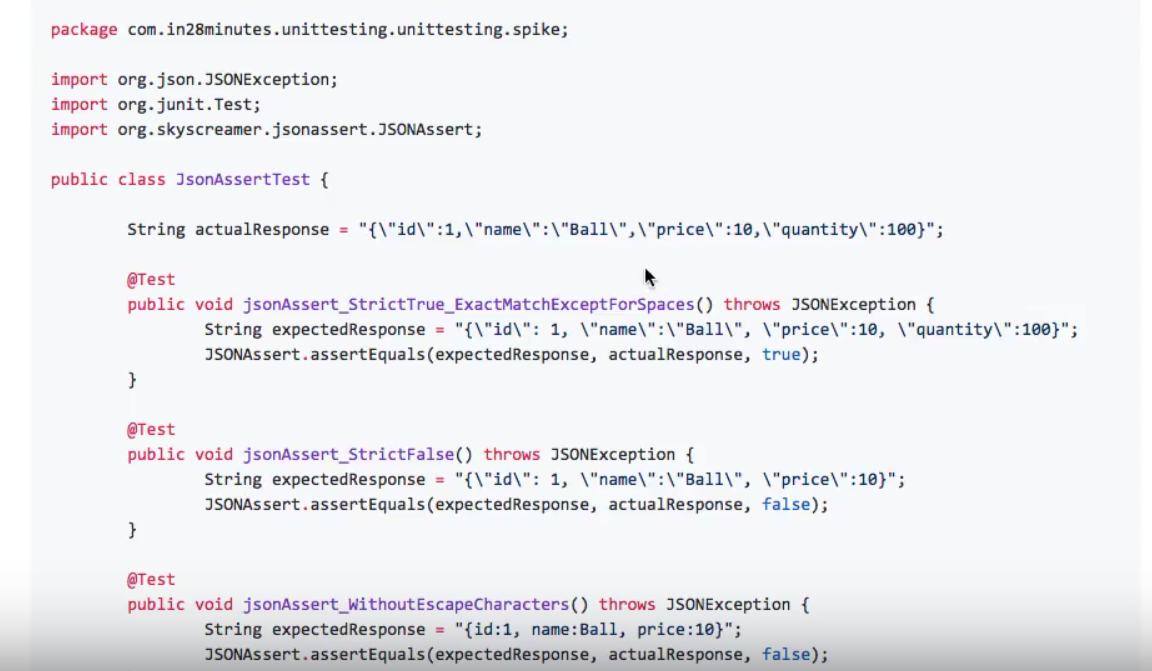 package com.in28minutes.unittesting.unittesting.spike;
import org.json.JSONException;
import org.junit.Test;
import org.skyscreamer.jsonassert.JSONAssert;
public class JsonAssertTest {
String actualResponse = "{\"id\":1,\"name\":\"Ball\",\"price\":10,\"quantity\":100}";
@Test
public void jsonAssert_StrictTrue_ExactMatchExceptForSpaces() throws JSONException {
String expectedResponse = "{\"id\": 1, \"name\":\"Ball\", \"price\":10, \"quantity\":100}";
JSONAssert.assertEquals(expectedResponse, actualResponse, true);
}
@Test
public void jsonAssert_StrictFalse() throws JSONException {
String expectedResponse = "{\"id\": 1, \"name\":\"Ball\", \"price\":10}";
JSONAssert.assertEquals(expectedResponse, actualResponse, false);
}
@Test
public void jsonAssert_WithoutEscapeCharacters() throws JSONException {
String expectedResponse = "{id:1, name:Ball, price:10}";
JSONAssert.assertEquals(expectedResponse, actualResponse, false);